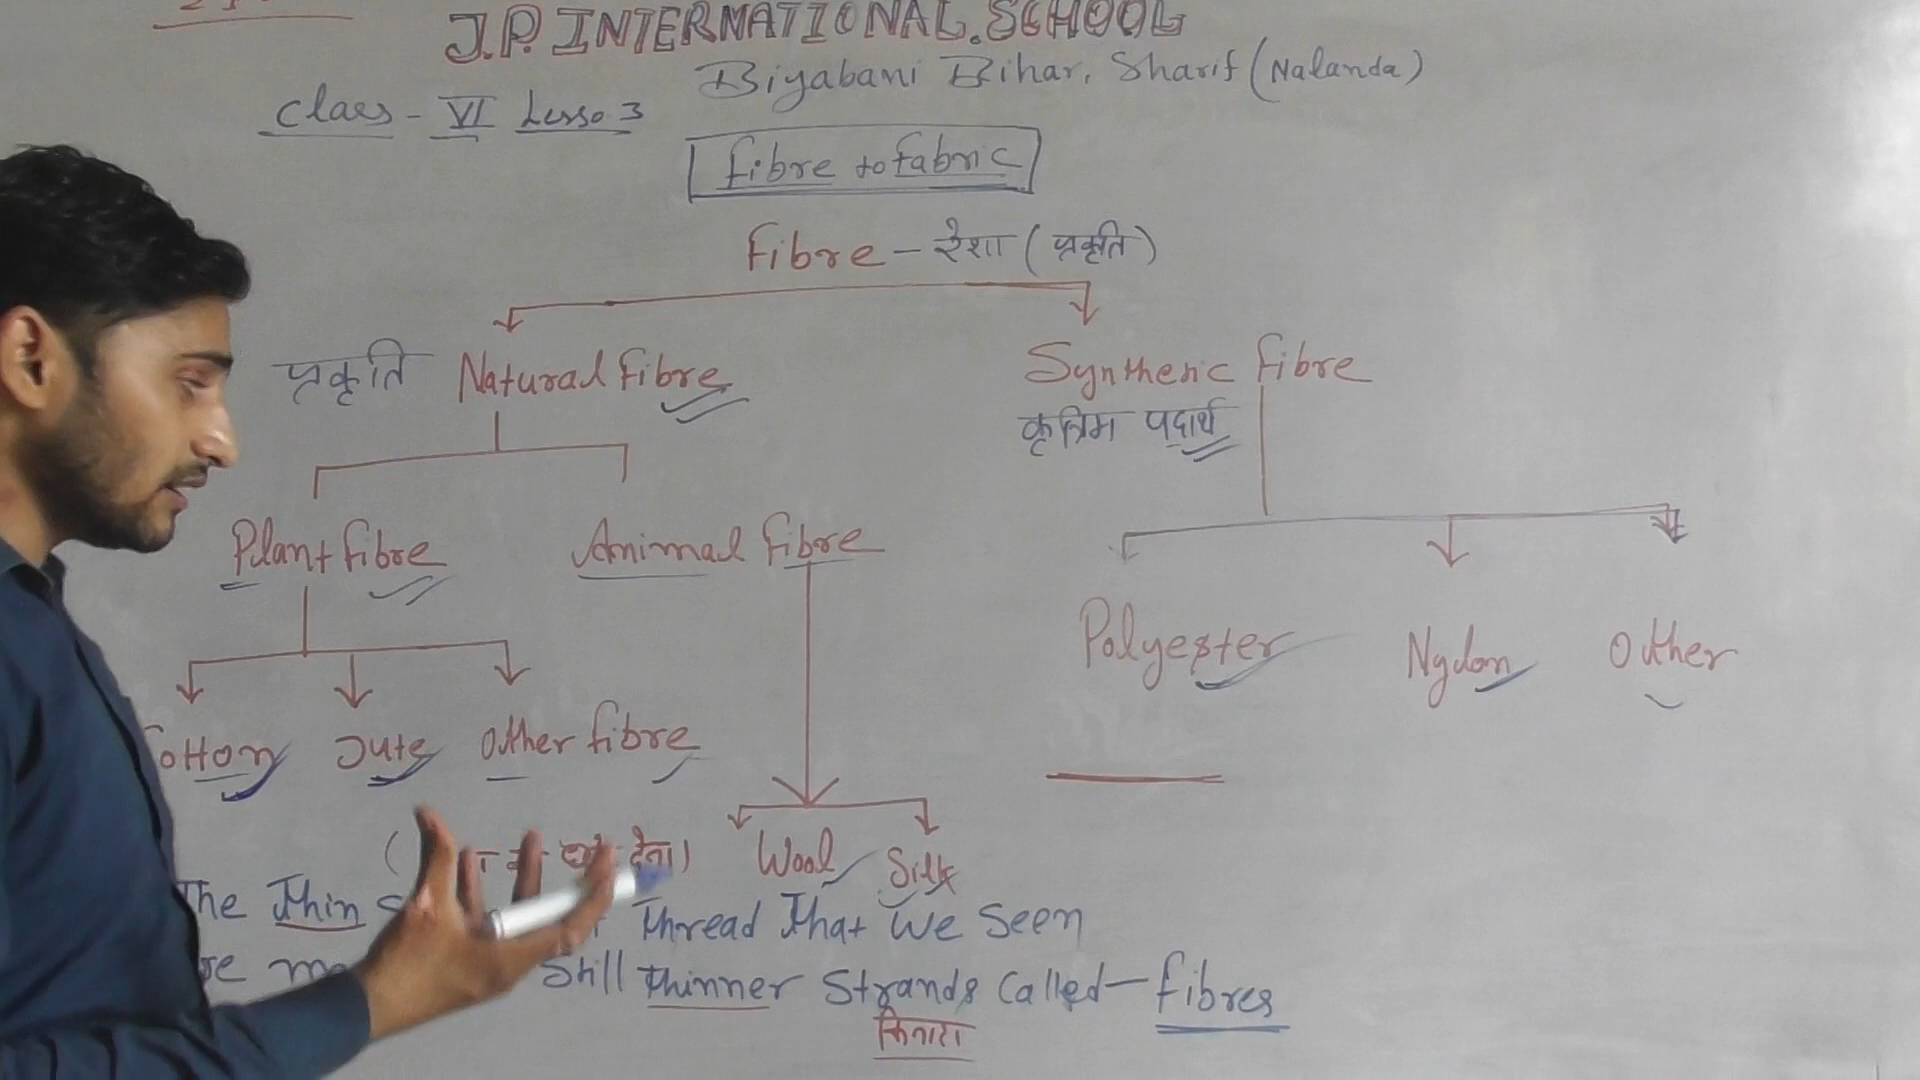 J.P. INTERNATIONAL SCHOOL
Biyabani Bihar, Sharif (Nalanda)
Class - VI Lesso. 3
Fibre to fabric
Fibre - रेशा ( प्रकृति )
प्रकृति Natural Fibre Synthetic Fibre
कृत्रिम पदार्थ
Plant fibre Animal fibre
Polyester Nylon Other
otton Jute Other fibre
देना)
Wool Silk
The thin thread that we seen
Still thinner Strands Called - fibres
किनारा